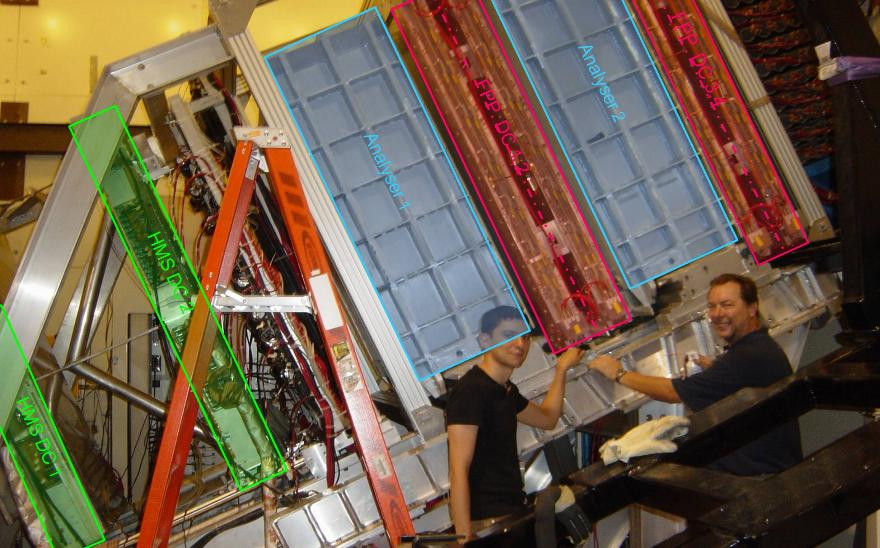 HMS DC 1
HMS DC 2
Analyser 1
FPP: DC 1,2
Analyser 2
FPP: DC 3,4